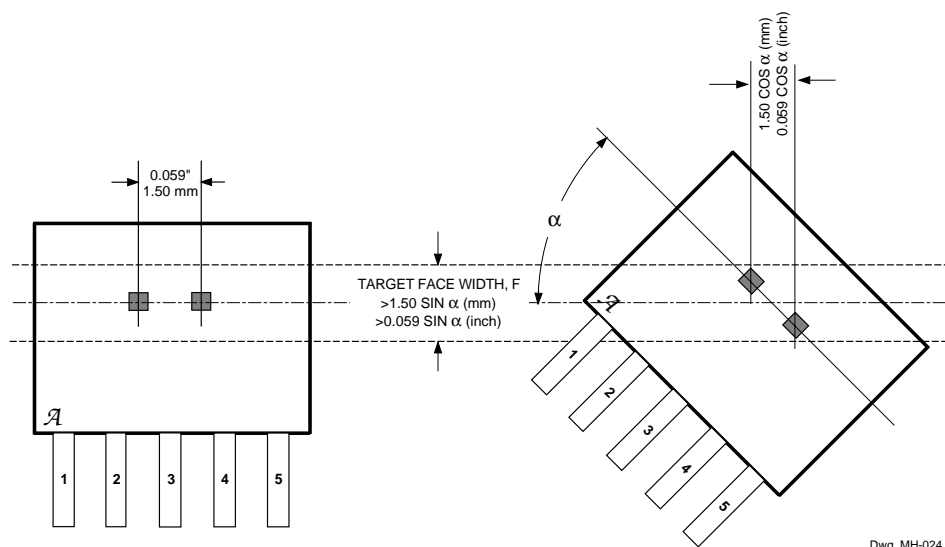 1.50 COS α (mm)
0.059 COS α (inch)
0.059"
1.50 mm
α
TARGET FACE WIDTH, F
>1.50 SIN α (mm)
>0.059 SIN α (inch)
A
A
1
2
3
4
5
1
2
3
4
5
Dwg. MH-024